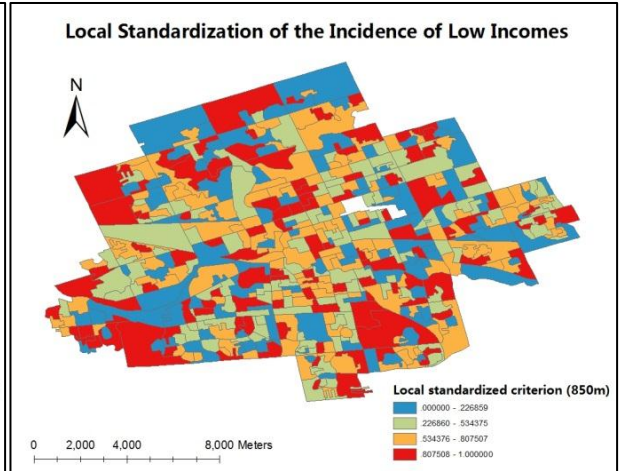 Local Standardization of the Incidence of Low Incomes
N
Local standardized criterion (850m)
.000000 - .226859
.226860 - .534375
.534376 - .807507
.807508 - 1.000000
0 2,000 4,000 8,000 Meters